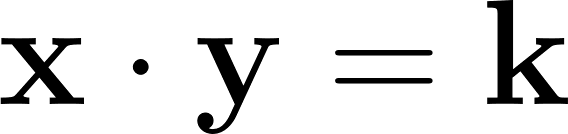 x · y = k